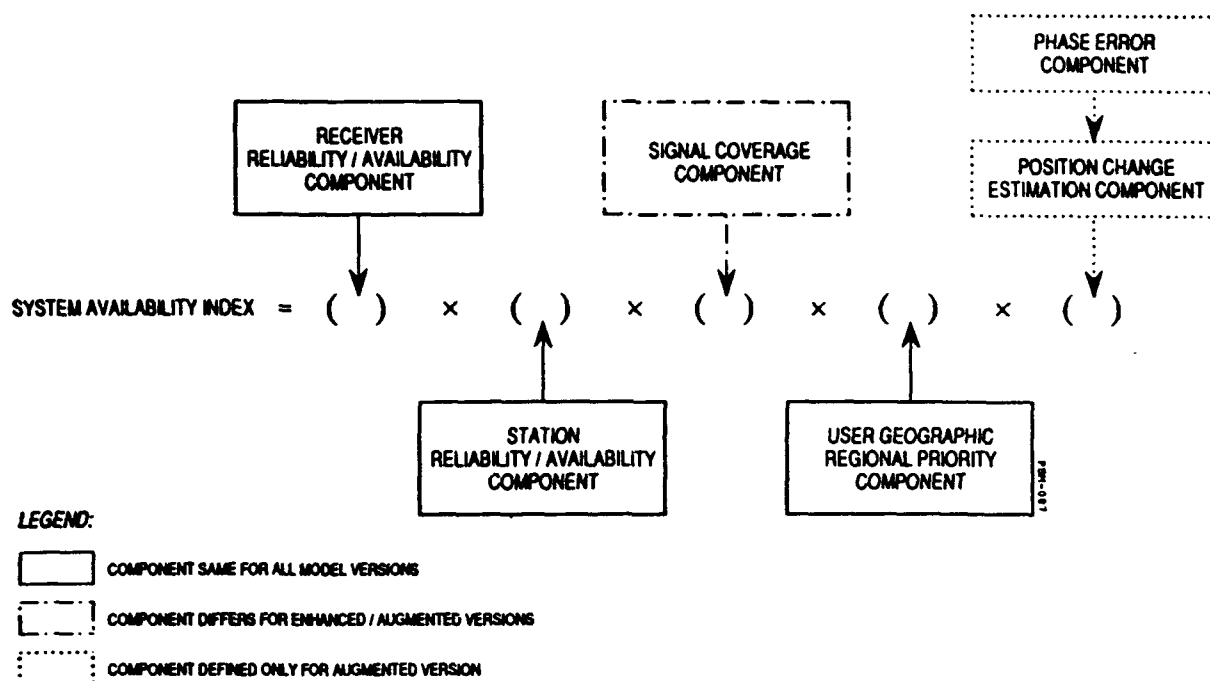 PHASE ERROR
COMPONENT
RECEIVER
RELIABILITY / AVAILABILITY
COMPONENT
SIGNAL COVERAGE
COMPONENT
POSITION CHANGE
ESTIMATION COMPONENT
SYSTEM AVAILABILITY INDEX = ( ) × ( ) × ( ) × ( ) × ( )
STATION
RELIABILITY / AVAILABILITY
COMPONENT
USER GEOGRAPHIC
REGIONAL PRIORITY
COMPONENT
LEGEND:
COMPONENT SAME FOR ALL MODEL VERSIONS
COMPONENT DIFFERS FOR ENHANCED / AUGMENTED VERSIONS
COMPONENT DEFINED ONLY FOR AUGMENTED VERSION